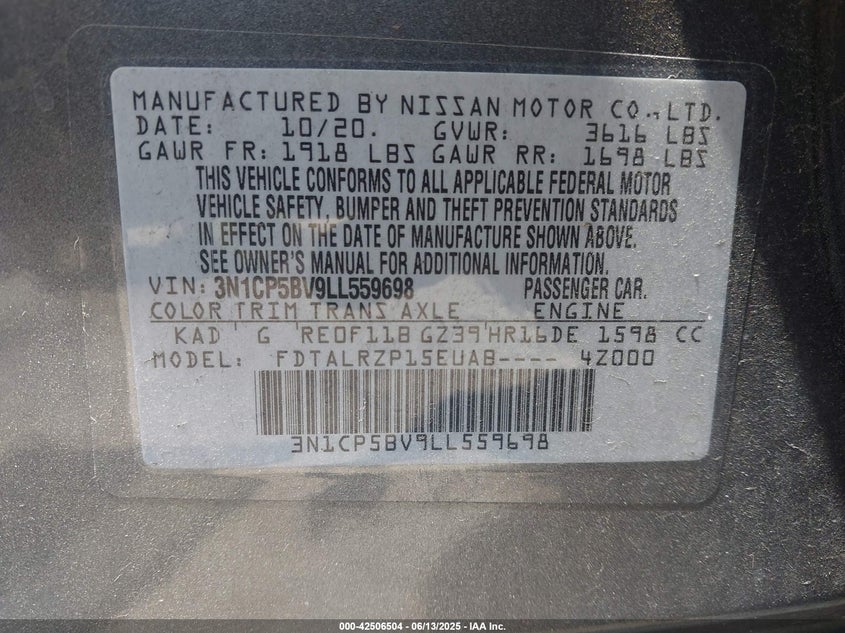 MANUFACTURED BY NISSAN MOTOR CO., LTD.
DATE: 10/20. GVWR: 3616 LBS
GAWR FR: 1918 LBS GAWR RR: 1698 LBS
THIS VEHICLE CONFORMS TO ALL APPLICABLE FEDERAL MOTOR
VEHICLE SAFETY, BUMPER AND THEFT PREVENTION STANDARDS
IN EFFECT ON THE DATE OF MANUFACTURE SHOWN ABOVE.
SEE OWNER'S MANUAL FOR ADDITIONAL INFORMATION.
VIN: 3N1CP5BV9LL559698 PASSENGER CAR.
COLOR TRIM TRANS AXLE ENGINE
KAD G RE0F11B GZ39 HR16DE 1598 CC
MODEL: FDTALRZP15EUAB---- 4Z000
3N1CP5BV9LL559698
000-42506504 - 06/13/2025 - IAA Inc.